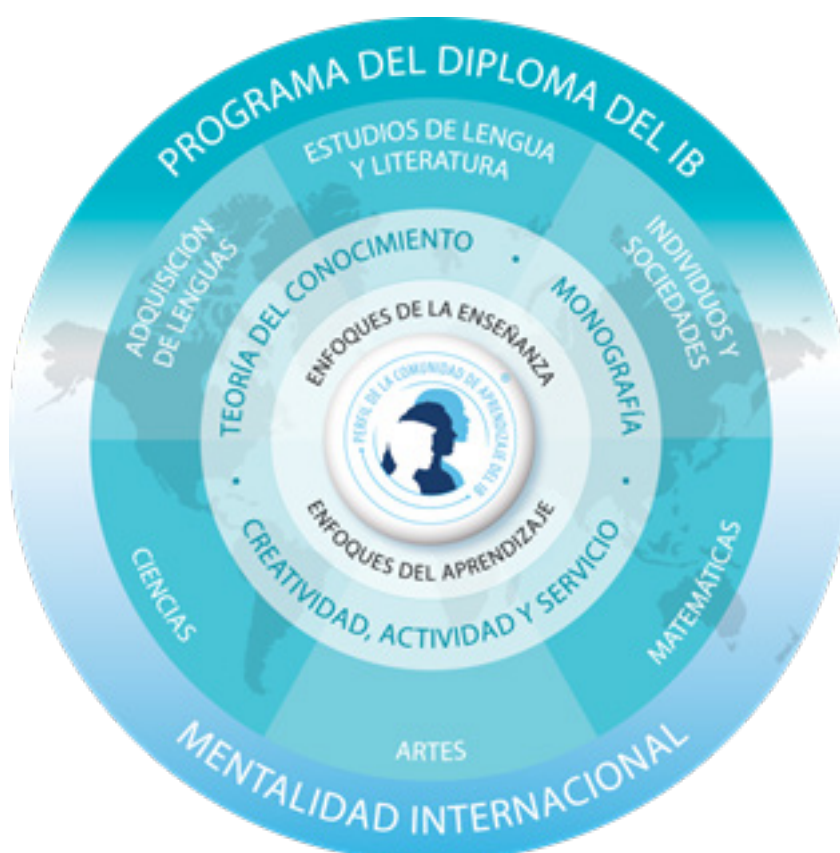 PROGRAMA DEL DIPLOMA DEL IB
ESTUDIOS DE LENGUA
Y LITERATURA
ADQUISICIÓN
DE LENGUAS
INDIVIDUOS Y
SOCIEDADES
TEORÍA DEL CONOCIMIENTO
•
MONOGRAFÍA
•
ENFOQUES DE LA ENSEÑANZA
PERFIL DE LA COMUNIDAD DE APRENDIZAJE DEL IB
®
ENFOQUES DEL APRENDIZAJE
•
CREATIVIDAD, ACTIVIDAD Y SERVICIO
CIENCIAS
MATEMÁTICAS
ARTES
MENTALIDAD INTERNACIONAL